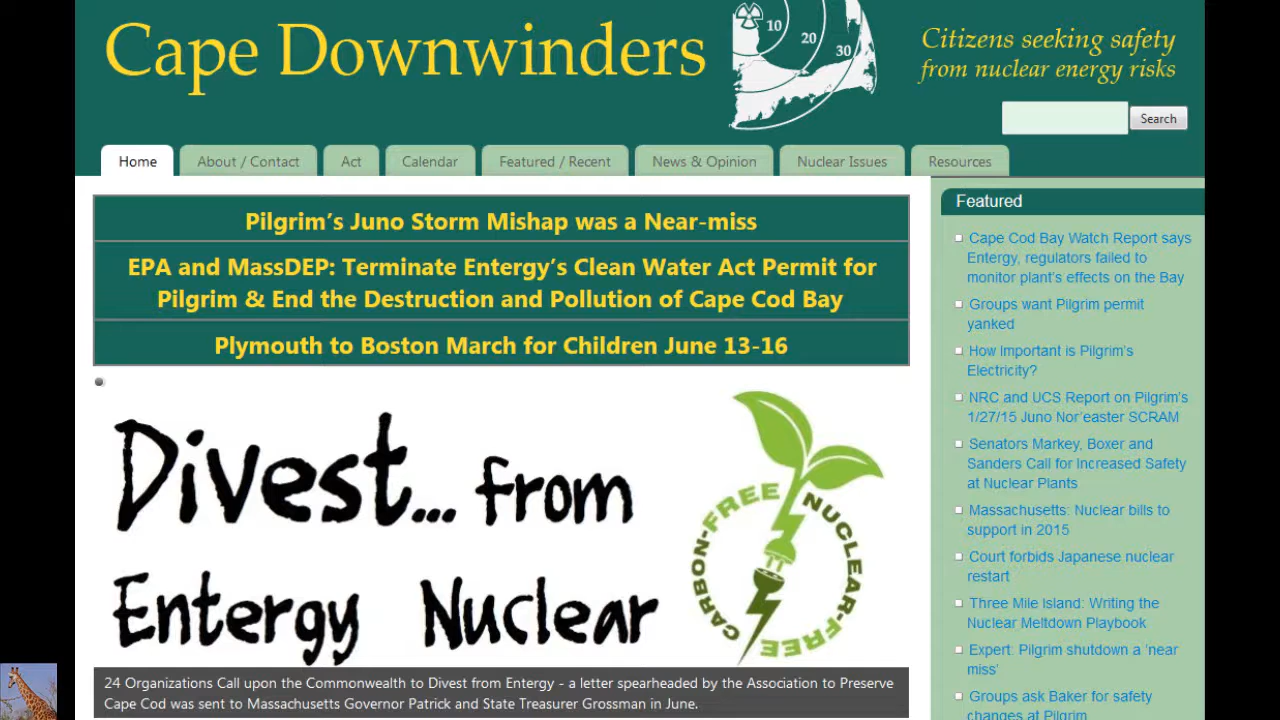 Cape Downwinders
10
20
30
Citizens seeking safety
from nuclear energy risks
Search
Home
About / Contact
Act
Calendar
Featured / Recent
News & Opinion
Nuclear Issues
Resources
Pilgrim's Juno Storm Mishap was a Near-miss
EPA and MassDEP: Terminate Entergy's Clean Water Act Permit for
Pilgrim & End the Destruction and Pollution of Cape Cod Bay
Plymouth to Boston March for Children June 13-16
Divest... from
Entergy Nuclear
CARBON-FREE NUCLEAR-FREE
24 Organizations Call upon the Commonwealth to Divest from Entergy - a letter spearheaded by the Association to Preserve
Cape Cod was sent to Massachusetts Governor Patrick and State Treasurer Grossman in June.
Featured
Cape Cod Bay Watch Report says
Entergy, regulators failed to
monitor plant's effects on the Bay
Groups want Pilgrim permit
yanked
How Important is Pilgrim's
Electricity?
NRC and UCS Report on Pilgrim's
1/27/15 Juno Nor'easter SCRAM
Senators Markey, Boxer and
Sanders Call for Increased Safety
at Nuclear Plants
Massachusetts: Nuclear bills to
support in 2015
Court forbids Japanese nuclear
restart
Three Mile Island: Writing the
Nuclear Meltdown Playbook
Expert: Pilgrim shutdown a 'near
miss'
Groups ask Baker for safety
changes at Pilgrim